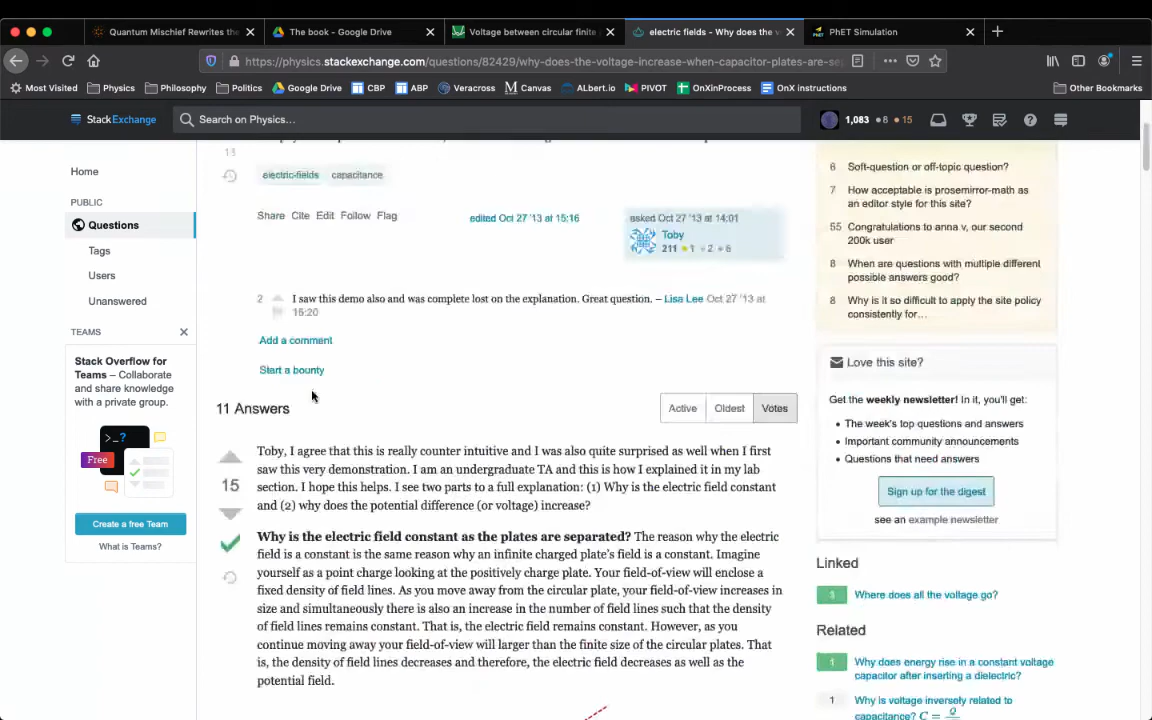 Quantum Mischief Rewrites the
The book - Google Drive
Voltage between circular finite
electric fields - Why does the v
PhET Simulation
https://physics.stackexchange.com/questions/82429/why-does-the-voltage-increase-when-capacitor-plates-are-se
Most Visited
Physics
Philosophy
Politics
Google Drive
CBP
ABP
Veracross
Canvas
ALbert.io
PIVOT
OnXinProcess
OnX instructions
Other Bookmarks
StackExchange
Search on Physics...
1,083 8 15
Home
PUBLIC
Questions
Tags
Users
Unanswered
TEAMS
Stack Overflow for
Teams – Collaborate
and share knowledge
with a private group.
>_?
Free
Create a free Team
What is Teams?
13
electric-fields capacitance
Share Cite Edit Follow Flag
edited Oct 27 '13 at 15:16
asked Oct 27 '13 at 14:01
Toby
211 1 2 6
2 I saw this demo also and was complete lost on the explanation. Great question. – Lisa Lee Oct 27 '13 at
15:20
Add a comment
Start a bounty
11 Answers
Active Oldest Votes
15
Toby, I agree that this is really counter intuitive and I was also quite surprised as well when I first
saw this very demonstration. I am an undergraduate TA and this is how I explained it in my lab
section. I hope this helps. I see two parts to a full explanation: (1) Why is the electric field constant
and (2) why does the potential difference (or voltage) increase?
Why is the electric field constant as the plates are separated? The reason why the electric
field is a constant is the same reason why an infinite charged plate's field is a constant. Imagine
yourself as a point charge looking at the positively charge plate. Your field-of-view will enclose a
fixed density of field lines. As you move away from the circular plate, your field-of-view increases in
size and simultaneously there is also an increase in the number of field lines such that the density
of field lines remains constant. That is, the electric field remains constant. However, as you
continue moving away your field-of-view will larger than the finite size of the circular plates. That
is, the density of field lines decreases and therefore, the electric field decreases as well as the
potential field.
6 Soft-question or off-topic question?
7 How acceptable is prosemirror-math as
an editor style for this site?
55 Congratulations to anna v, our second
200k user
8 When are questions with multiple different
possible answers good?
8 Why is it so difficult to apply the site policy
consistently for...
Love this site?
Get the weekly newsletter! In it, you'll get:
The week's top questions and answers
Important community announcements
Questions that need answers
Sign up for the digest
see an example newsletter
Linked
3 Where does all the voltage go?
Related
1 Why does energy rise in a constant voltage
capacitor after inserting a dielectric?
1 Why is voltage inversely related to
capacitance? C = Q